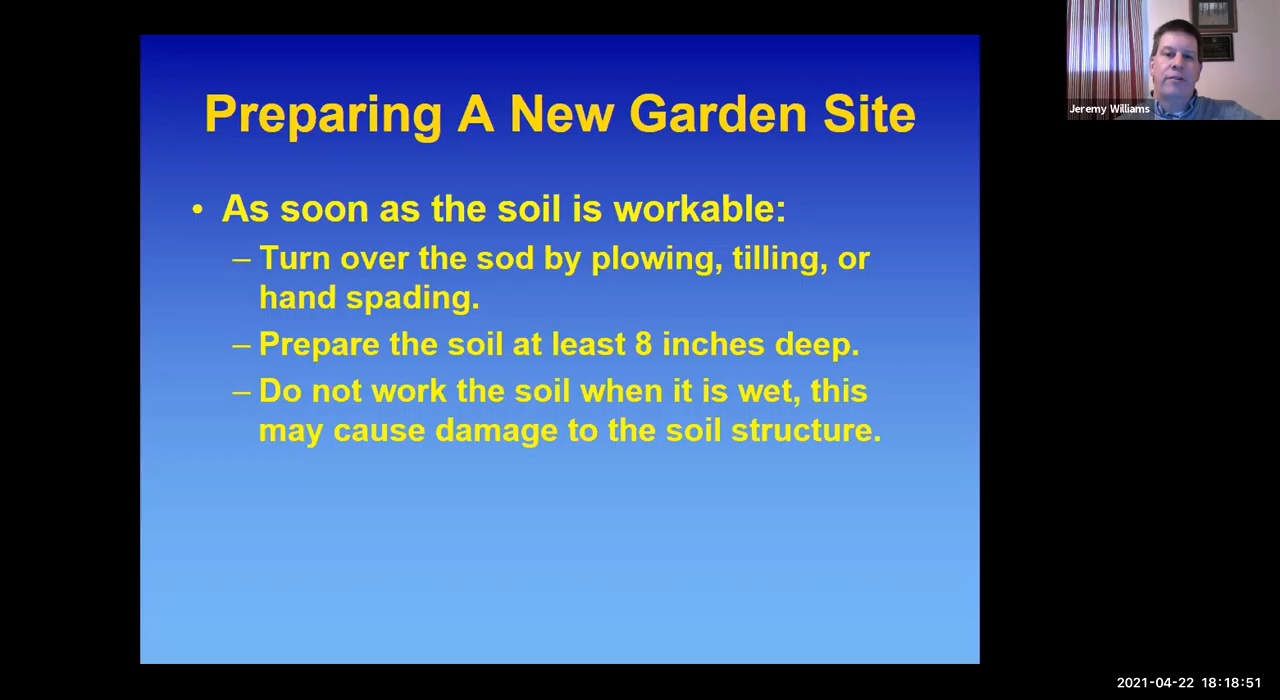 Preparing A New Garden Site
• As soon as the soil is workable:
– Turn over the sod by plowing, tilling, or
hand spading.
– Prepare the soil at least 8 inches deep.
– Do not work the soil when it is wet, this
may cause damage to the soil structure.
Jeremy Williams
2021-04-22 18:18:51